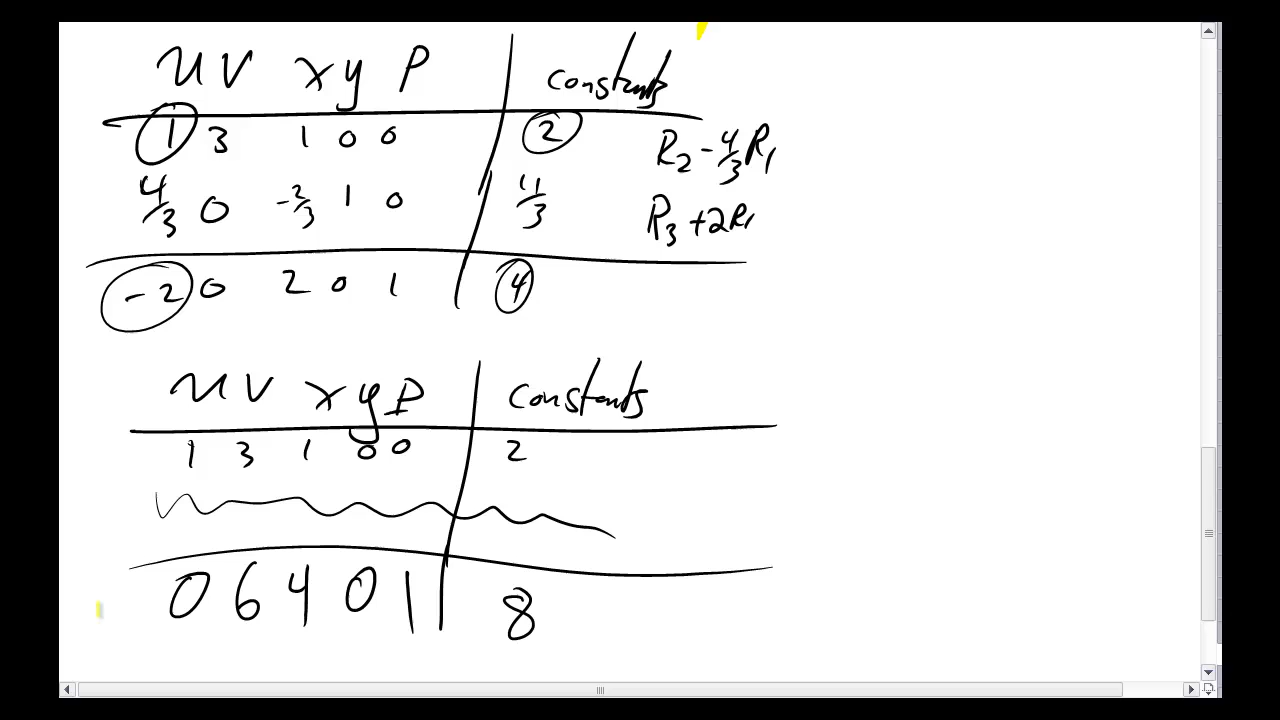 u v x y P constants
1 3 1 0 0 2 R2 - 4/3 R1
4/3 0 -2/3 1 0 4/3 R3 + 2R1
-2 0 2 0 1 4
u v x y P constants
1 3 1 0 0 2
0 6 4 0 1 8